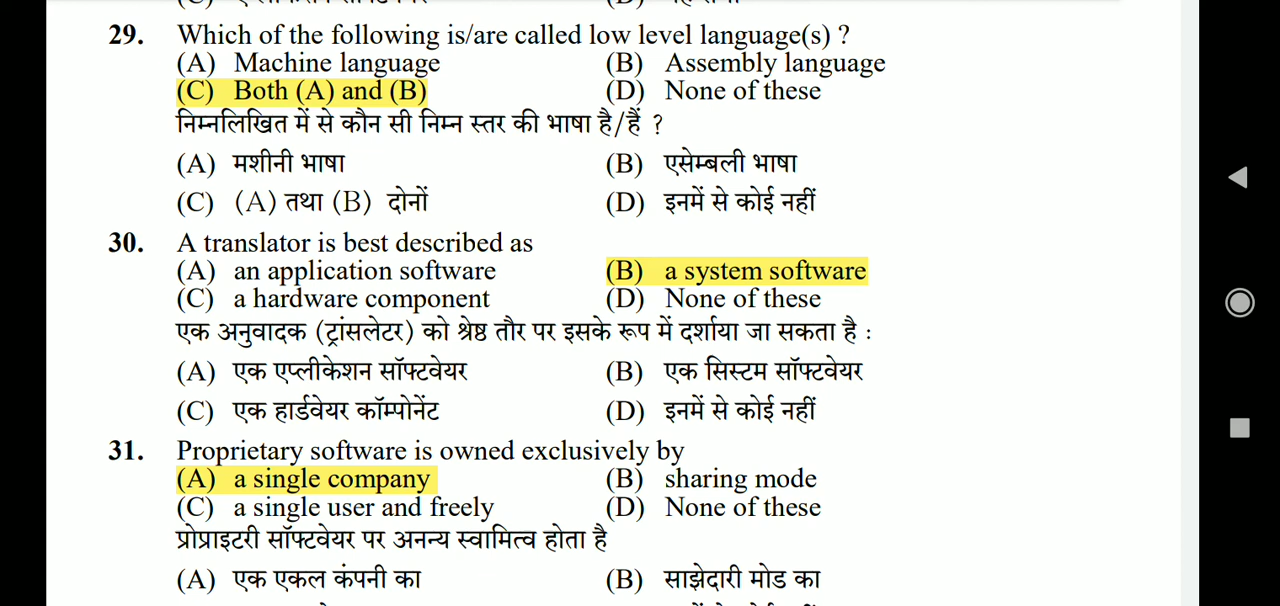 29. Which of the following is/are called low level language(s) ?
(A) Machine language (B) Assembly language
(C) Both (A) and (B) (D) None of these
निम्नलिखित में से कौन सी निम्न स्तर की भाषा है/हैं ?
(A) मशीनी भाषा (B) एसेम्बली भाषा
(C) (A) तथा (B) दोनों (D) इनमें से कोई नहीं
30. A translator is best described as
(A) an application software (B) a system software
(C) a hardware component (D) None of these
एक अनुवादक (ट्रांसलेटर) को श्रेष्ठ तौर पर इसके रूप में दर्शाया जा सकता है :
(A) एक एप्लीकेशन सॉफ्टवेयर (B) एक सिस्टम सॉफ्टवेयर
(C) एक हार्डवेयर कॉम्पोनेंट (D) इनमें से कोई नहीं
31. Proprietary software is owned exclusively by
(A) a single company (B) sharing mode
(C) a single user and freely (D) None of these
प्रोप्राइटरी सॉफ्टवेयर पर अनन्य स्वामित्व होता है
(A) एक एकल कंपनी का (B) साझेदारी मोड का